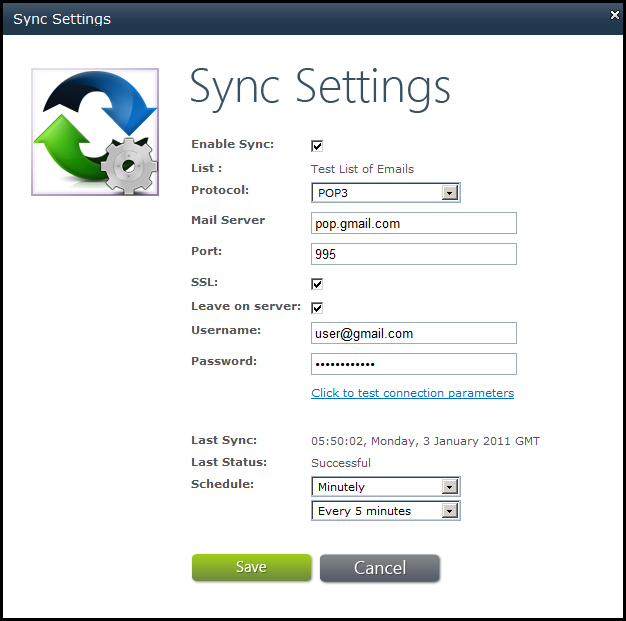 Sync Settings
Sync Settings
Enable Sync:
List : Test List of Emails
Protocol: POP3
Mail Server pop.gmail.com
Port: 995
SSL:
Leave on server:
Username: user@gmail.com
Password: ••••••••••••
Click to test connection parameters
Last Sync: 05:50:02, Monday, 3 January 2011 GMT
Last Status: Successful
Schedule: Minutely
Every 5 minutes
Save Cancel